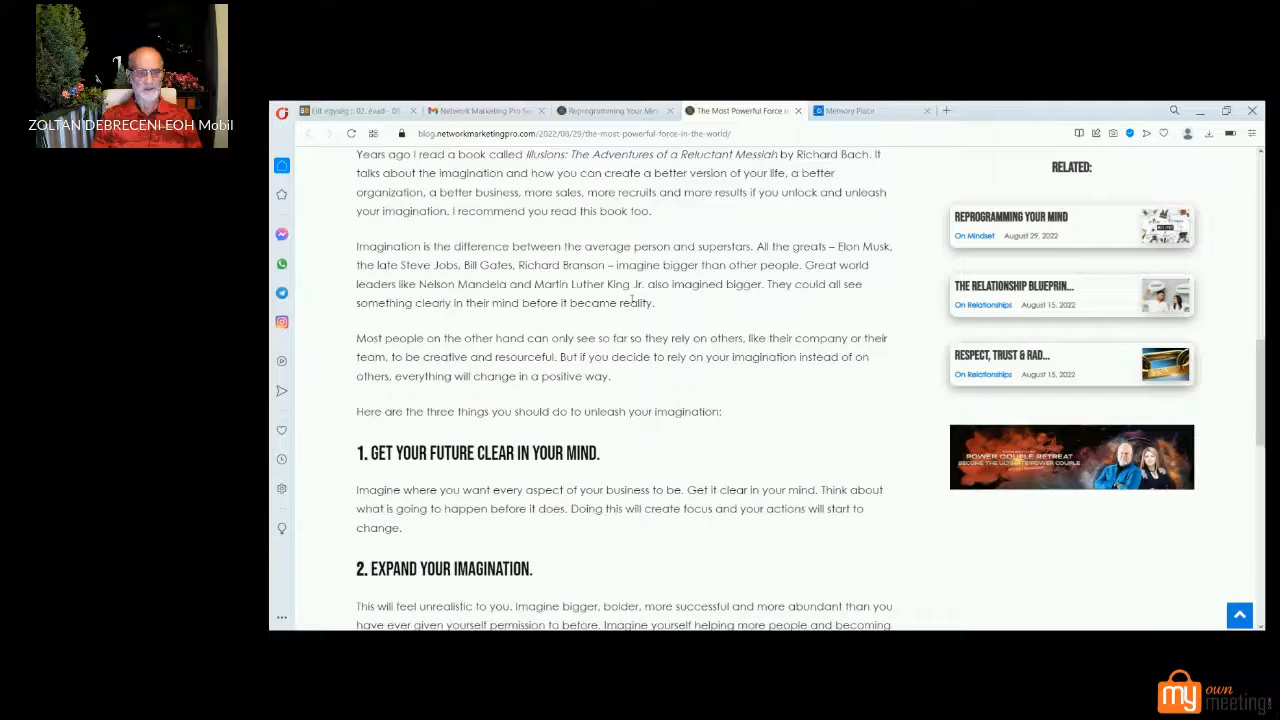 ZOLTAN DEBRECENI-EOH Mobil
Elit egység :: 02. évad - 05
Network Marketing Pro Se
Reprogramming Your Min
The Most Powerful Force i
Memory Place
blog.networkmarketingpro.com/2022/08/29/the-most-powerful-force-in-the-world/
Years ago I read a book called Illusions: The Adventures of a Reluctant Messiah by Richard Bach. It
talks about the imagination and how you can create a better version of your life, a better
organization, a better business, more sales, more recruits and more results if you unlock and unleash
your imagination. I recommend you read this book too.
Imagination is the difference between the average person and superstars. All the greats – Elon Musk,
the late Steve Jobs, Bill Gates, Richard Branson – imagine bigger than other people. Great world
leaders like Nelson Mandela and Martin Luther King Jr. also imagined bigger. They could all see
something clearly in their mind before it became reality.
Most people on the other hand can only see so far so they rely on others, like their company or their
team, to be creative and resourceful. But if you decide to rely on your imagination instead of on
others, everything will change in a positive way.
Here are the three things you should do to unleash your imagination:
1. GET YOUR FUTURE CLEAR IN YOUR MIND.
Imagine where you want every aspect of your business to be. Get it clear in your mind. Think about
what is going to happen before it does. Doing this will create focus and your actions will start to
change.
2. EXPAND YOUR IMAGINATION.
This will feel unrealistic to you. Imagine bigger, bolder, more successful and more abundant than you
have ever given yourself permission to before. Imagine yourself helping more people and becoming
RELATED:
REPROGRAMMING YOUR MIND
On Mindset August 29, 2022
THE RELATIONSHIP BLUEPRIN...
On Relationships August 15, 2022
RESPECT, TRUST & RAD...
On Relationships August 15, 2022
POWER COUPLE RETREAT
BECOME THE ULTIMATE POWER COUPLE
my own
meeting